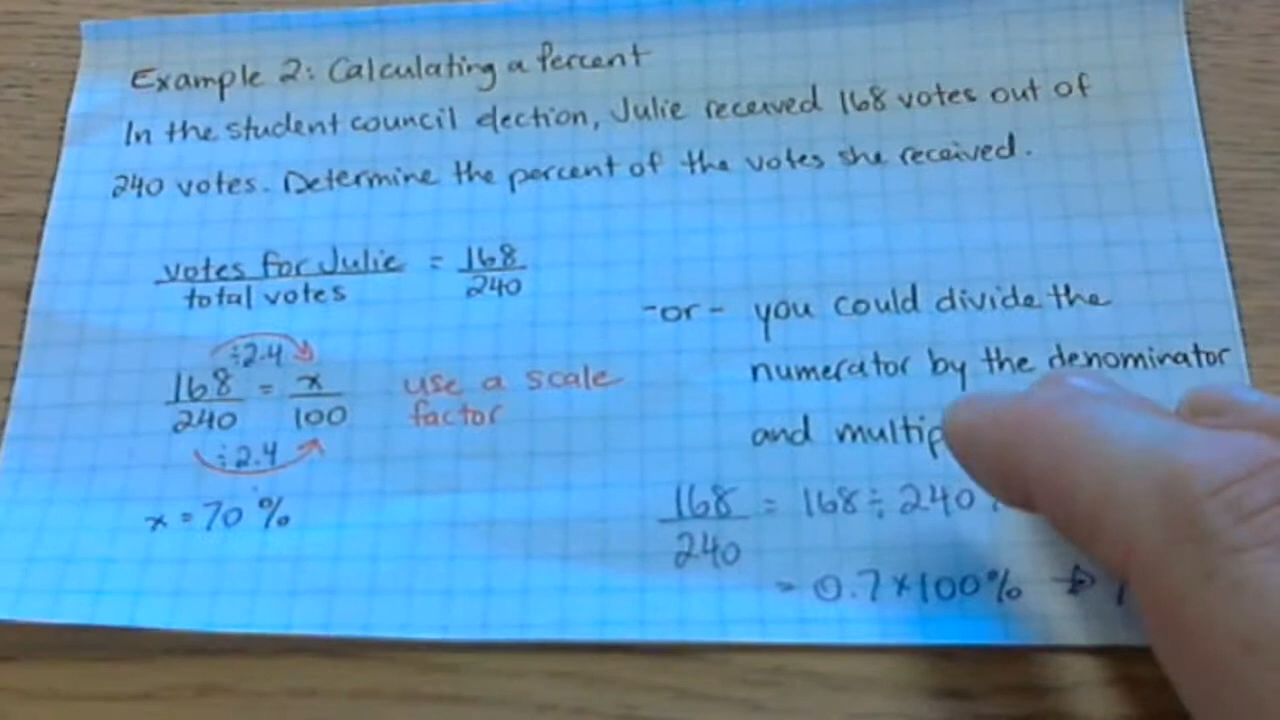 Example 2: Calculating a Percent
In the student council election, Julie received 168 votes out of
240 votes. Determine the percent of the votes she received.
votes for Julie / total votes = 168/240
÷2.4
168/240 = x/100
÷2.4
use a scale
factor
x = 70%
-or- you could divide the
numerator by the denominator
and
168/240 = 168÷240
= 0.7×100%